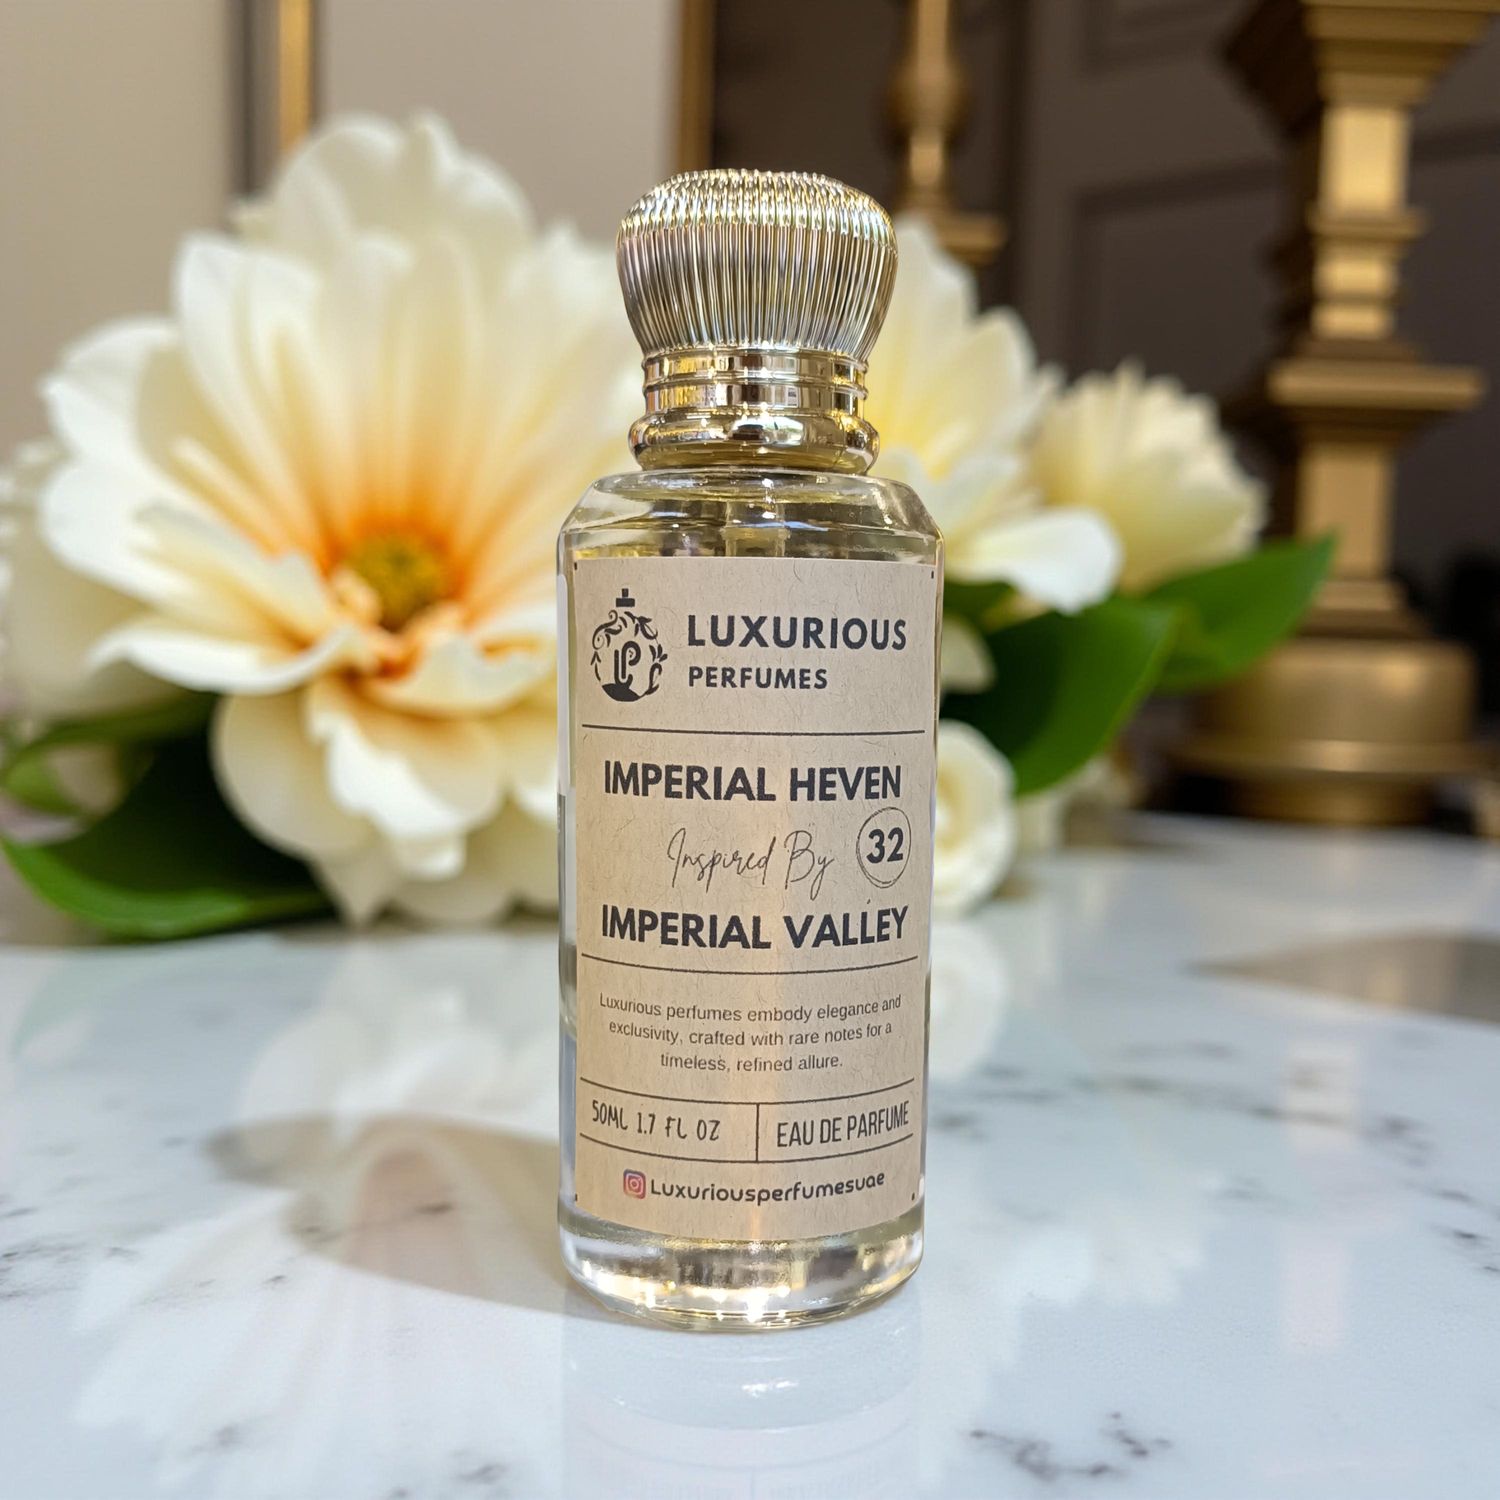 LP
LUXURIOUS
PERFUMES
IMPERIAL HEVEN
Inspired By 32
IMPERIAL VALLEY
Luxurious perfumes embody elegance and
exclusivity, crafted with rare notes for a
timeless, refined allure.
50ML 1.7 FL OZ EAU DE PARFUME
Luxuriousperfumesuae